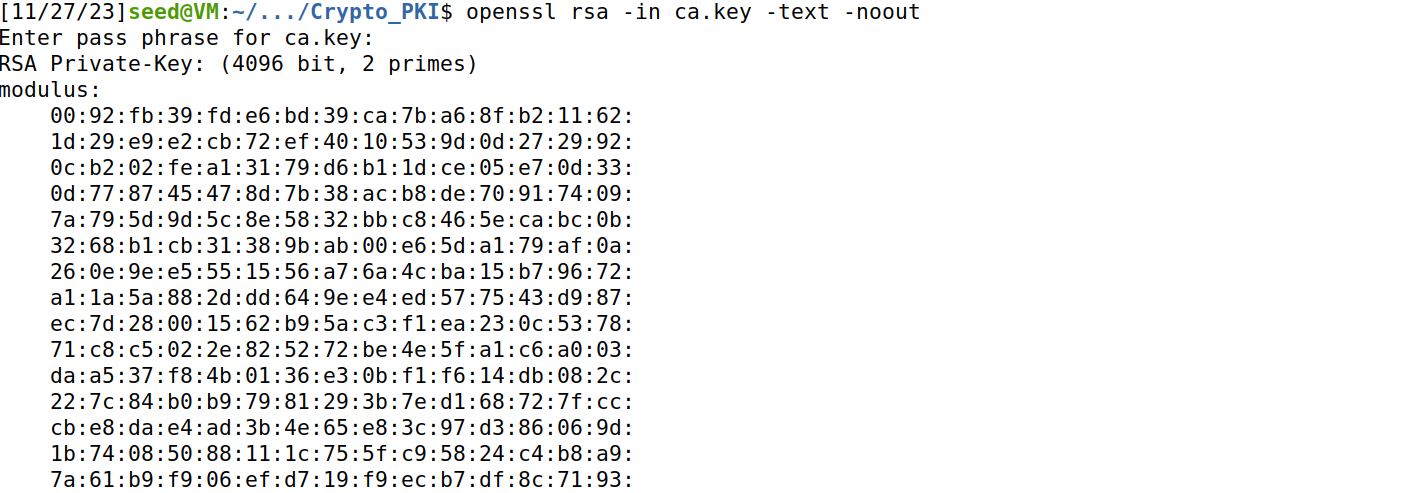 [11/27/23]seed@VM:~/.../Crypto_PKI$ openssl rsa -in ca.key -text -noout
Enter pass phrase for ca.key:
RSA Private-Key: (4096 bit, 2 primes)
modulus:
    00:92:fb:39:fd:e6:bd:39:ca:7b:a6:8f:b2:11:62:
    1d:29:e9:e2:cb:72:ef:40:10:53:9d:0d:27:29:92:
    0c:b2:02:fe:a1:31:79:d6:b1:1d:ce:05:e7:0d:33:
    0d:77:87:45:47:8d:7b:38:ac:b8:de:70:91:74:09:
    7a:79:5d:9d:5c:8e:58:32:bb:c8:46:5e:ca:bc:0b:
    32:68:b1:cb:31:38:9b:ab:00:e6:5d:a1:79:af:0a:
    26:0e:9e:e5:55:15:56:a7:6a:4c:ba:15:b7:96:72:
    a1:1a:5a:88:2d:dd:64:9e:e4:ed:57:75:43:d9:87:
    ec:7d:28:00:15:62:b9:5a:c3:f1:ea:23:0c:53:78:
    71:c8:c5:02:2e:82:52:72:be:4e:5f:a1:c6:a0:03:
    da:a5:37:f8:4b:01:36:e3:0b:f1:f6:14:db:08:2c:
    22:7c:84:b0:b9:79:81:29:3b:7e:d1:68:72:7f:cc:
    cb:e8:da:e4:ad:3b:4e:65:e8:3c:97:d3:86:06:9d:
    1b:74:08:50:88:11:1c:75:5f:c9:58:24:c4:b8:a9:
    7a:61:b9:f9:06:ef:d7:19:f9:ec:b7:df:8c:71:93: